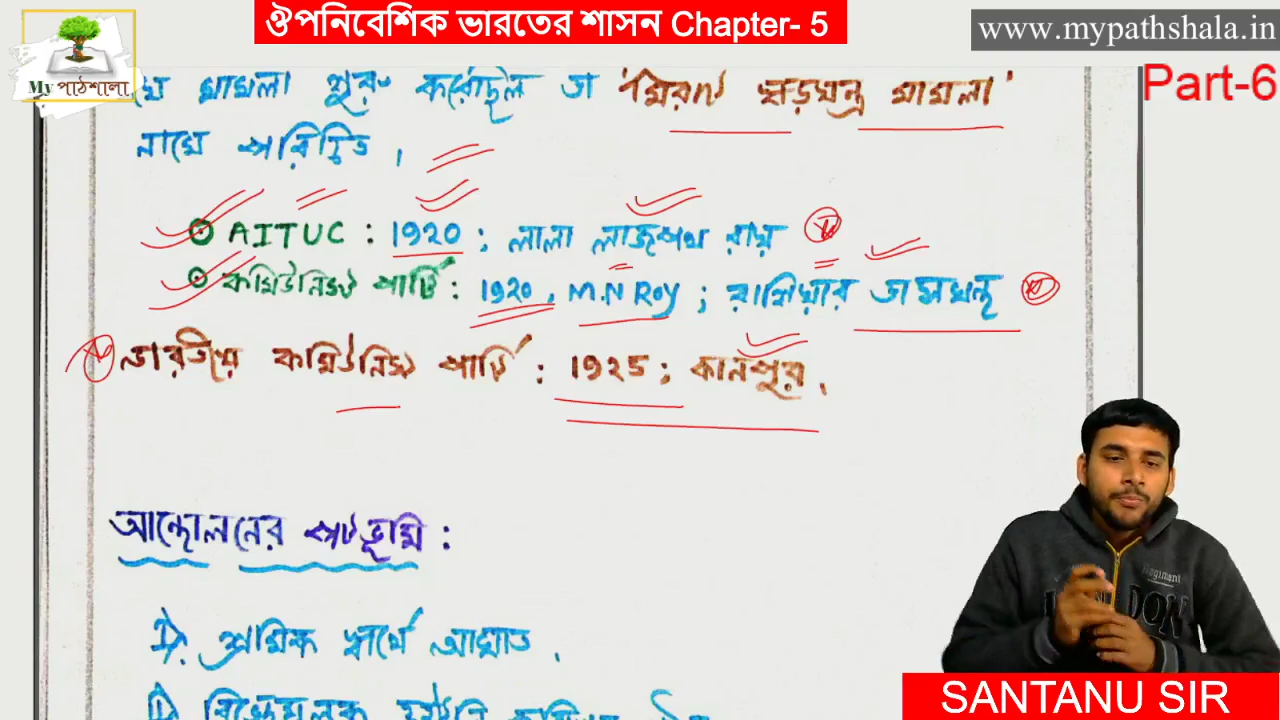 ঔপনিবেশিক ভারতের শাসন Chapter- 5
www.mypathshala.in
My পাঠশালা
Part-6
যে মামলা শুরু করেছিল তা 'মিরাট ষড়যন্ত্র মামলা'
নামে পরিচিত ।
AITUC : 1920 ; লালা লাজপথ রায়
কমিউনিস্ট পার্টি : 1920 , M.N Roy ; রাশিয়ার তাসখন্দ
ভারতীয় কমিউনিস্ট পার্টি : 1925 ; কানপুর ।
আন্দোলনের পটভূমি :
1). শ্রমিক স্বার্থে আঘাত .
DON
SANTANU SIR